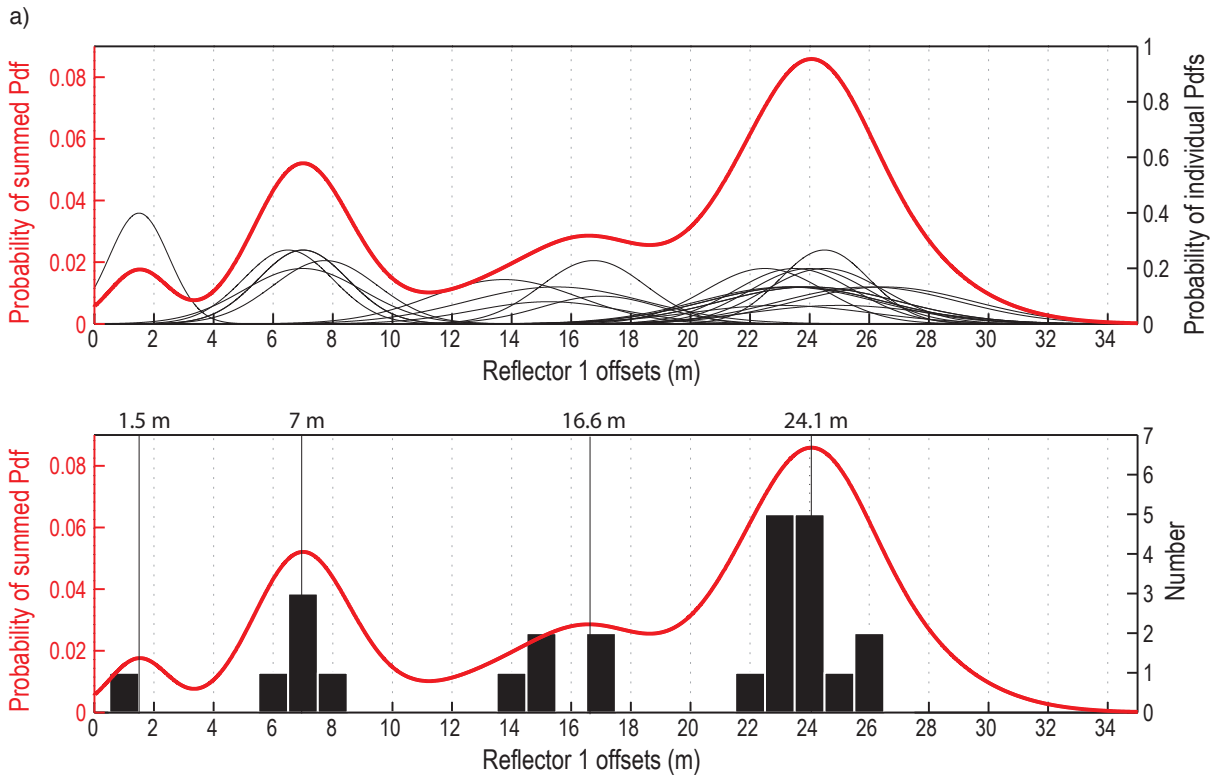 a)
Probability of summed Pdf
0.08
0.06
0.04
0.02
0
1
0.8
0.6
0.4
0.2
0
Probability of individual Pdfs
0 2 4 6 8 10 12 14 16 18 20 22 24 26 28 30 32 34
Reflector 1 offsets (m)
1.5 m 7 m 16.6 m 24.1 m
Probability of summed Pdf
0.08
0.06
0.04
0.02
0
7
6
5
4
3
2
1
0
Number
0 2 4 6 8 10 12 14 16 18 20 22 24 26 28 30 32 34
Reflector 1 offsets (m)